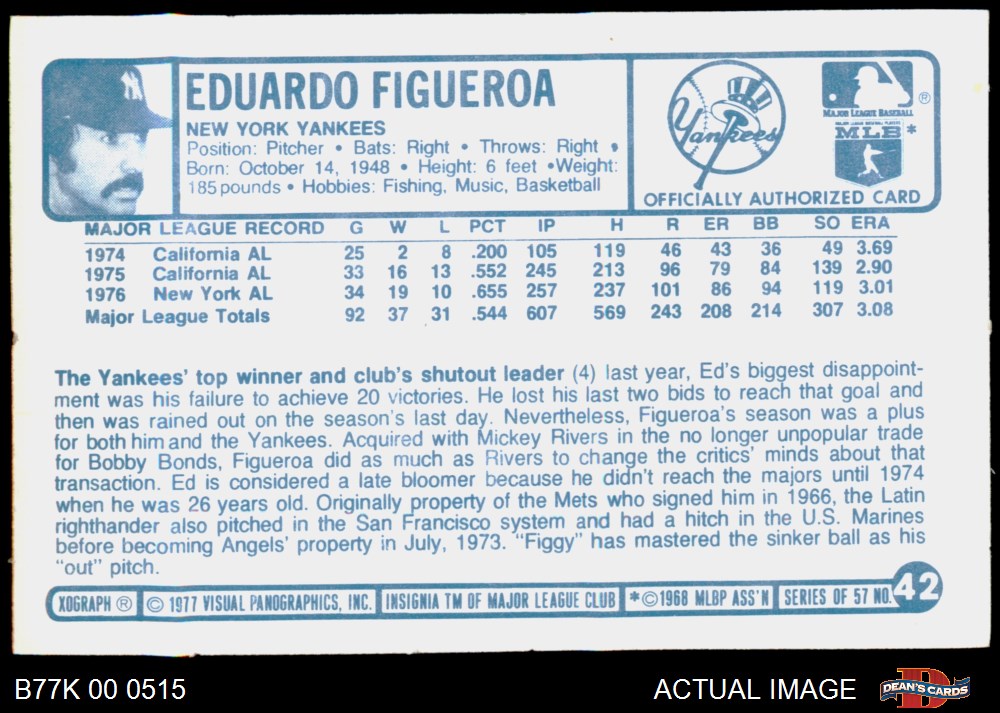 NY
EDUARDO FIGUEROA
NEW YORK YANKEES
Position: Pitcher • Bats: Right • Throws: Right •
Born: October 14, 1948 • Height: 6 feet •Weight:
185 pounds • Hobbies: Fishing, Music, Basketball
Yankees
®
MAJOR LEAGUE BASEBALL
MAJOR LEAGUE BASEBALL PLAYERS
MLB *
OFFICIALLY AUTHORIZED CARD
MAJOR LEAGUE RECORD G W L PCT IP H R ER BB SO ERA
1974 California AL 25 2 8 .200 105 119 46 43 36 49 3.69
1975 California AL 33 16 13 .552 245 213 96 79 84 139 2.90
1976 New York AL 34 19 10 .655 257 237 101 86 94 119 3.01
Major League Totals 92 37 31 .544 607 569 243 208 214 307 3.08
The Yankees' top winner and club's shutout leader (4) last year, Ed's biggest disappoint-
ment was his failure to achieve 20 victories. He lost his last two bids to reach that goal and
then was rained out on the season's last day. Nevertheless, Figueroa's season was a plus
for both him and the Yankees. Acquired with Mickey Rivers in the no longer unpopular trade
for Bobby Bonds, Figueroa did as much as Rivers to change the critics' minds about that
transaction. Ed is considered a late bloomer because he didn't reach the majors until 1974
when he was 26 years old. Originally property of the Mets who signed him in 1966, the Latin
righthander also pitched in the San Francisco system and had a hitch in the U.S. Marines
before becoming Angels' property in July, 1973. "Figgy" has mastered the sinker ball as his
"out" pitch.
XOGRAPH ® © 1977 VISUAL PANOGRAPHICS, INC. INSIGNIA TM OF MAJOR LEAGUE CLUB *©1968 MLBP ASS'N SERIES OF 57 NO. 42
B77K 00 0515
ACTUAL IMAGE
D
DEAN'S CARDS